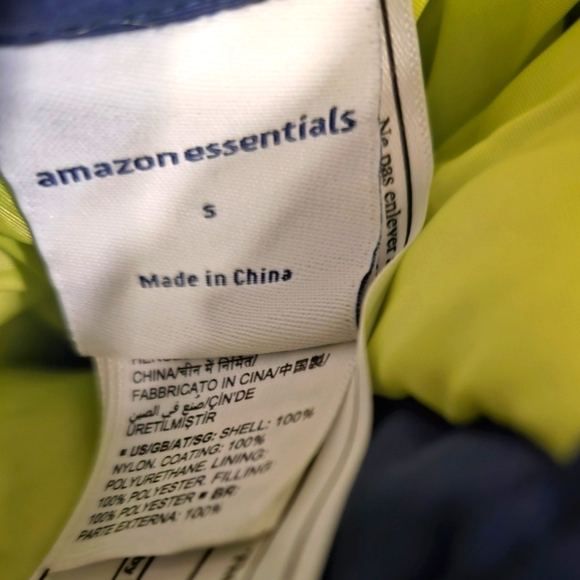 amazon essentials
S
Made in China
Ne pas enlever
CHINA/चीन में निर्मित/
FABBRICATO IN CINA/中国製/
صُنع في الصين/ÇİN'DE
ÜRETİLMİŞTİR
▪ US/GB/AT/SG: SHELL: 100%
NYLON. COATING: 100%
POLYURETHANE. LINING:
100% POLYESTER. FILLING:
100% POLYESTER ▪ BR:
PARTE EXTERNA: 100%